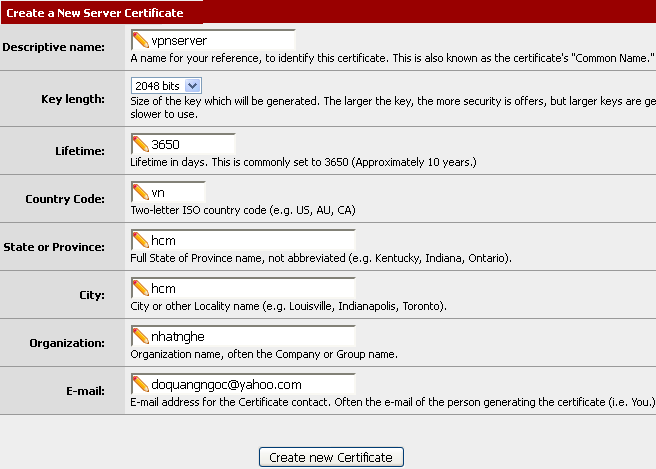 Create a New Server Certificate
Descriptive name:
vpnserver
A name for your reference, to identify this certificate. This is also known as the certificate's "Common Name."
Key length:
2048 bits
Size of the key which will be generated. The larger the key, the more security is offers, but larger keys are ge
slower to use.
Lifetime:
3650
Lifetime in days. This is commonly set to 3650 (Approximately 10 years.)
Country Code:
vn
Two-letter ISO country code (e.g. US, AU, CA)
State or Province:
hcm
Full State of Province name, not abbreviated (e.g. Kentucky, Indiana, Ontario).
City:
hcm
City or other Locality name (e.g. Louisville, Indianapolis, Toronto).
Organization:
nhatnghe
Organization name, often the Company or Group name.
E-mail:
doquangngoc@yahoo.com
E-mail address for the Certificate contact. Often the e-mail of the person generating the certificate (i.e. You.)
Create new Certificate